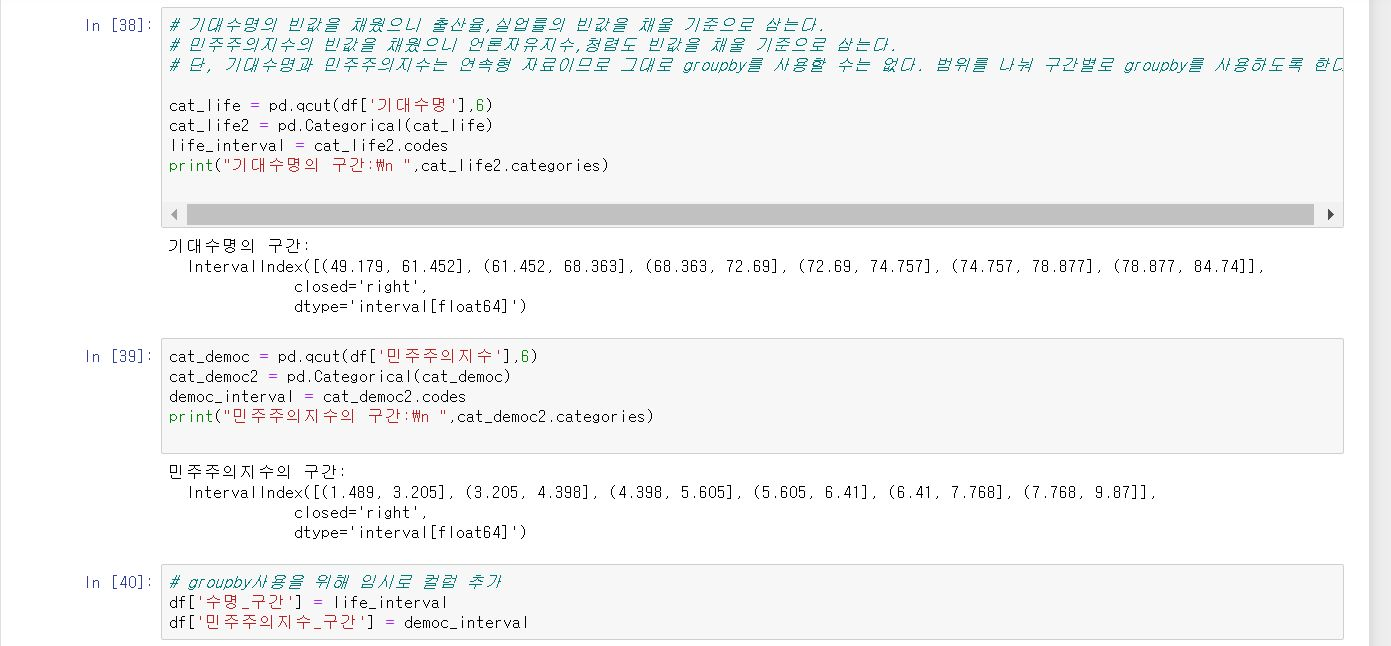 In [38]:
# 기대수명의 빈값을 채웠으니 출산율,실업률의 빈값을 채울 기준으로 삼는다.
# 민주주의지수의 빈값을 채웠으니 언론자유지수,청렴도 빈값을 채울 기준으로 삼는다.
# 단, 기대수명과 민주주의지수는 연속형 자료이므로 그대로 groupby를 사용할 수는 없다. 범위를 나눠 구간별로 groupby를 사용하도록 한다
cat_life = pd.qcut(df['기대수명'],6)
cat_life2 = pd.Categorical(cat_life)
life_interval = cat_life2.codes
print("기대수명의 구간:₩n ",cat_life2.categories)
기대수명의 구간:
IntervalIndex([(49.179, 61.452], (61.452, 68.363], (68.363, 72.69], (72.69, 74.757], (74.757, 78.877], (78.877, 84.74]],
closed='right',
dtype='interval[float64]')
In [39]:
cat_democ = pd.qcut(df['민주주의지수'],6)
cat_democ2 = pd.Categorical(cat_democ)
democ_interval = cat_democ2.codes
print("민주주의지수의 구간:₩n ",cat_democ2.categories)
민주주의지수의 구간:
IntervalIndex([(1.489, 3.205], (3.205, 4.398], (4.398, 5.605], (5.605, 6.41], (6.41, 7.768], (7.768, 9.87]],
closed='right',
dtype='interval[float64]')
In [40]:
# groupby사용을 위해 임시로 컬럼 추가
df['수명_구간'] = life_interval
df['민주주의지수_구간'] = democ_interval